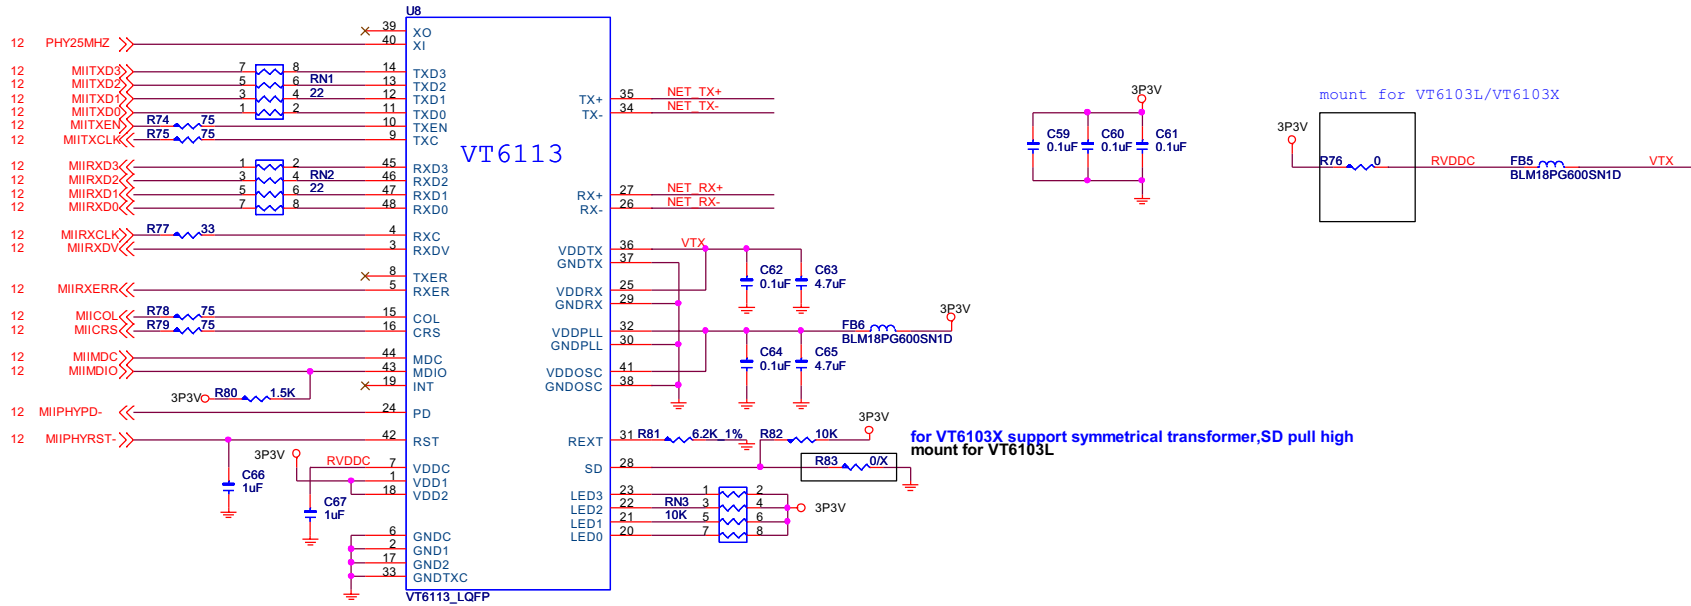 U8
39 XO
12 PHY25MHZ 40 XI
12 MIITXD3 7 8 14 TXD3
12 MIITXD2 5 6 RN1 13 TXD2
12 MIITXD1 3 4 22 12 TXD1
12 MIITXD0 1 2 11 TXD0
12 MIITXEN R74 75 10 TXEN
12 MIITXCLK R75 75 9 TXC
12 MIIRXD3 1 2 45 RXD3
12 MIIRXD2 3 4 RN2 46 RXD2
12 MIIRXD1 5 6 22 47 RXD1
12 MIIRXD0 7 8 48 RXD0
12 MIIRXCLK R77 33 4 RXC
12 MIIRXDV 3 RXDV
8 TXER
12 MIIRXERR 5 RXER
12 MIICOL R78 75 15 COL
12 MIICRS R79 75 16 CRS
12 MIIMDC 44 MDC
12 MIIMDIO 43 MDIO
19 INT
3P3V R80 1.5K
12 MIIPHYPD- 24 PD
12 MIIPHYRST- 42 RST
3P3V RVDDC 7 VDDC
1 VDD1
18 VDD2
C66
1uF
C67
1uF
6 GNDC
2 GND1
17 GND2
33 GNDTXC
VT6113
VT6113_LQFP
TX+ 35 NET_TX+
TX- 34 NET_TX-
RX+ 27 NET_RX+
RX- 26 NET_RX-
VDDTX 36 VTX
GNDTX 37
C62
0.1uF
C63
4.7uF
VDDRX 25
GNDRX 29
VDDPLL 32 FB6 3P3V
GNDPLL 30 BLM18PG600SN1D
C64
0.1uF
C65
4.7uF
VDDOSC 41
GNDOSC 38
REXT 31 R81 6.2K_1% R82 10K 3P3V
for VT6103X support symmetrical transformer,SD pull high
mount for VT6103L
SD 28 R83 0/X
LED3 23 1 2
LED2 22 RN3 3 4 3P3V
LED1 21 10K 5 6
LED0 20 7 8
3P3V
C59
0.1uF
C60
0.1uF
C61
0.1uF
mount for VT6103L/VT6103X
3P3V
R76 0 RVDDC FB5 VTX
BLM18PG600SN1D